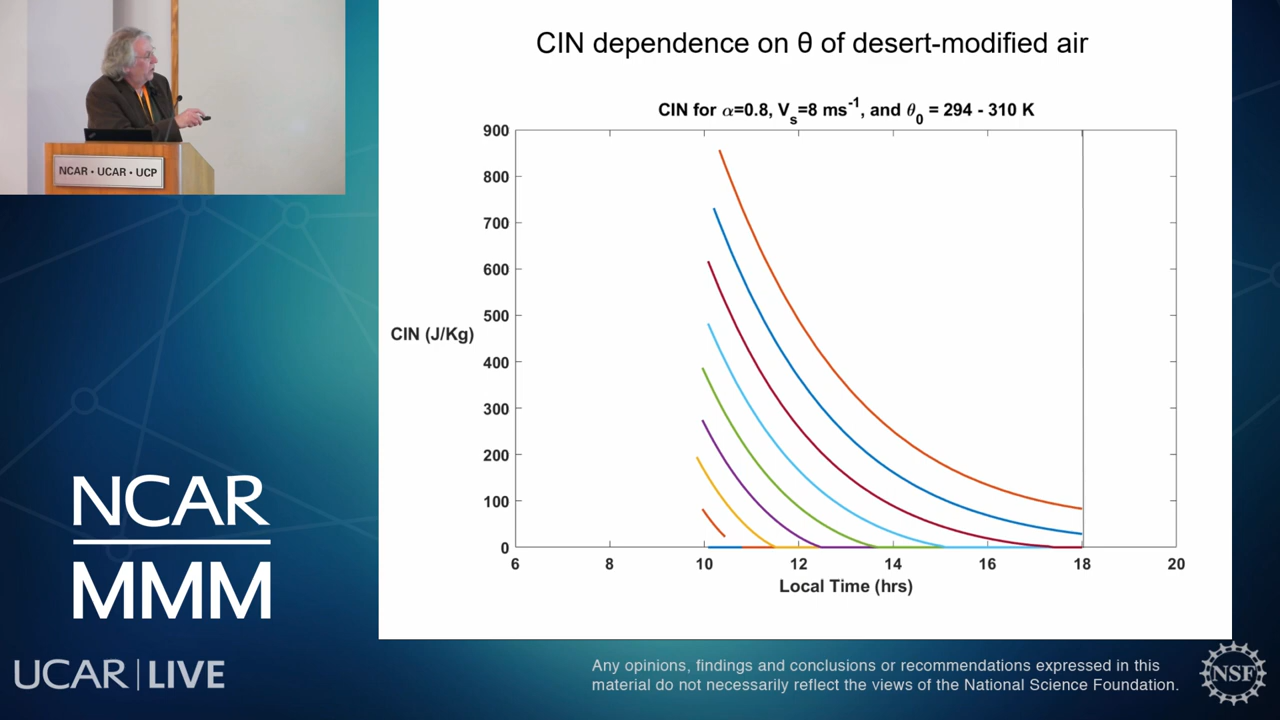 CIN dependence on θ of desert-modified air
CIN for α=0.8, Vs=8 ms-1, and θ0 = 294 - 310 K
900
800
700
600
500
400
300
200
100
0
CIN (J/Kg)
6 8 10 12 14 16 18 20
Local Time (hrs)
NCAR • UCAR • UCP
NCAR
MMM
UCAR | LIVE
Any opinions, findings and conclusions or recommendations expressed in this
material do not necessarily reflect the views of the National Science Foundation.
NSF